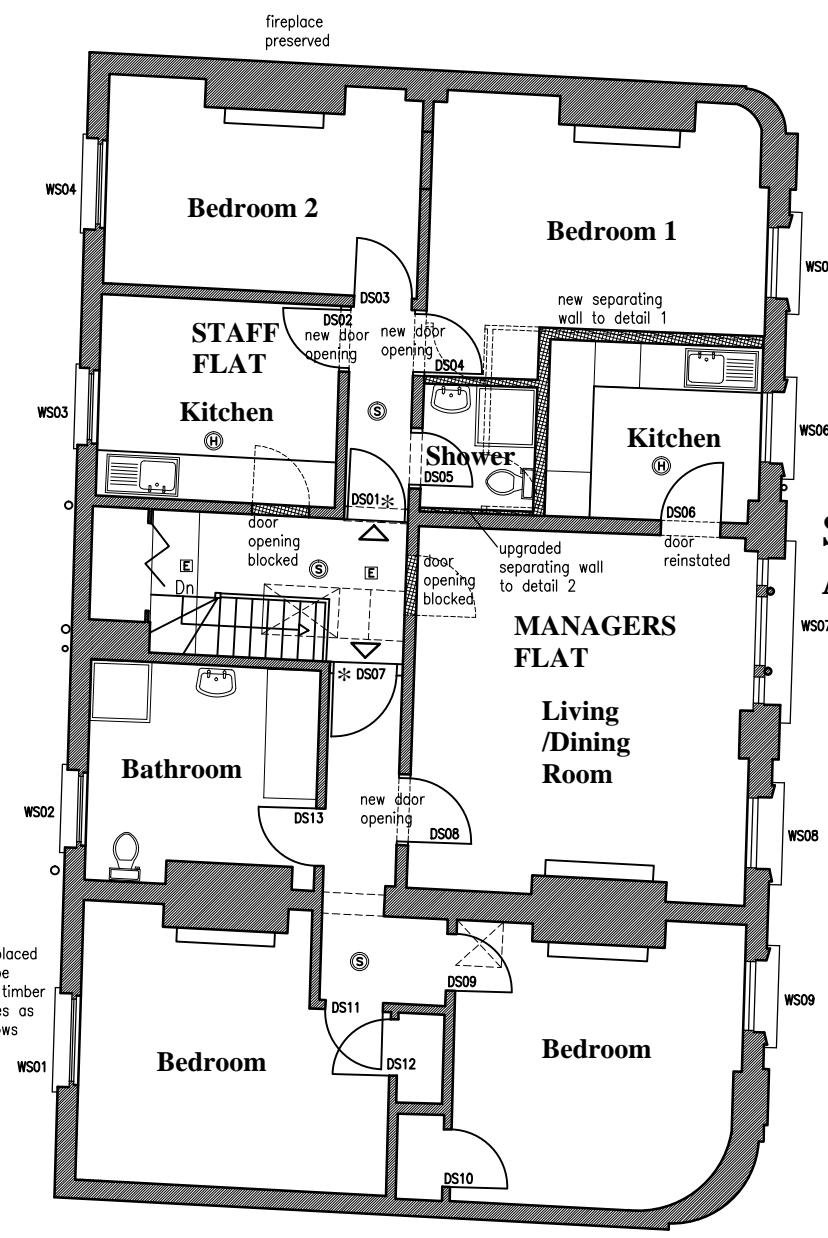 fireplace
preserved
WS04
Bedroom 2
Bedroom 1
DS03
new separating
wall to detail 1
STAFF
FLAT
DS02
new door
opening
new door
opening
DS04
WS03
Kitchen
H
S
Kitchen
H
WS06
Shower
DS05
DS01*
DS06
door
opening
blocked
S
E
E
Dn
door
opening
blocked
upgraded
separating wall
to detail 2
door
reinstated
WS07
MANAGERS
FLAT
* DS07
Living
/Dining
Room
Bathroom
WS02
DS13
new door
opening
DS08
WS08
S
DS09
WS09
timber
as
DS11
WS01
Bedroom
DS12
Bedroom
DS10